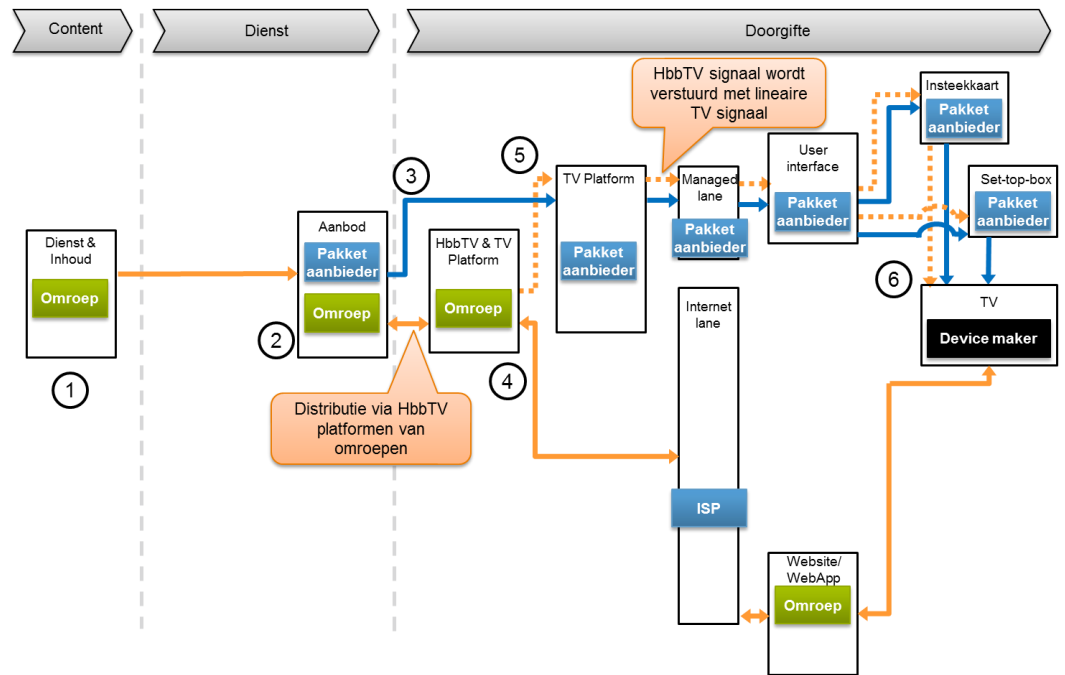 Content
Dienst
Doorgifte
HbbTV signaal wordt
verstuurd met lineaire
TV signaal
Insteekkaart
Pakket
aanbieder
5
User
interface
Pakket
aanbieder
3
TV Platform
Pakket
aanbieder
Managed
lane
Pakket
aanbieder
Set-top-box
Pakket
aanbieder
Dienst &
Inhoud
Omroep
1
Aanbod
Pakket
aanbieder
Omroep
2
HbbTV & TV
Platform
Omroep
4
6
TV
Device maker
Internet
lane
ISP
Distributie via HbbTV
platformen van
omroepen
Website/
WebApp
Omroep